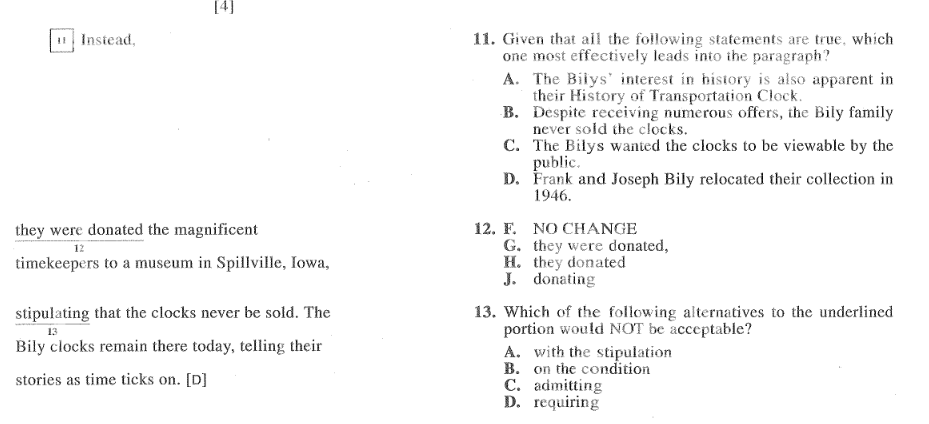 [4]
11 Instead,
they were donated the magnificent
12
timekeepers to a museum in Spillville, Iowa,
stipulating that the clocks never be sold. The
13
Bily clocks remain there today, telling their
stories as time ticks on. [D]
11. Given that all the following statements are true, which
one most effectively leads into the paragraph?
A. The Bilys' interest in history is also apparent in
their History of Transportation Clock.
B. Despite receiving numerous offers, the Bily family
never sold the clocks.
C. The Bilys wanted the clocks to be viewable by the
public.
D. Frank and Joseph Bily relocated their collection in
1946.
12. F. NO CHANGE
G. they were donated,
H. they donated
J. donating
13. Which of the following alternatives to the underlined
portion would NOT be acceptable?
A. with the stipulation
B. on the condition
C. admitting
D. requiring